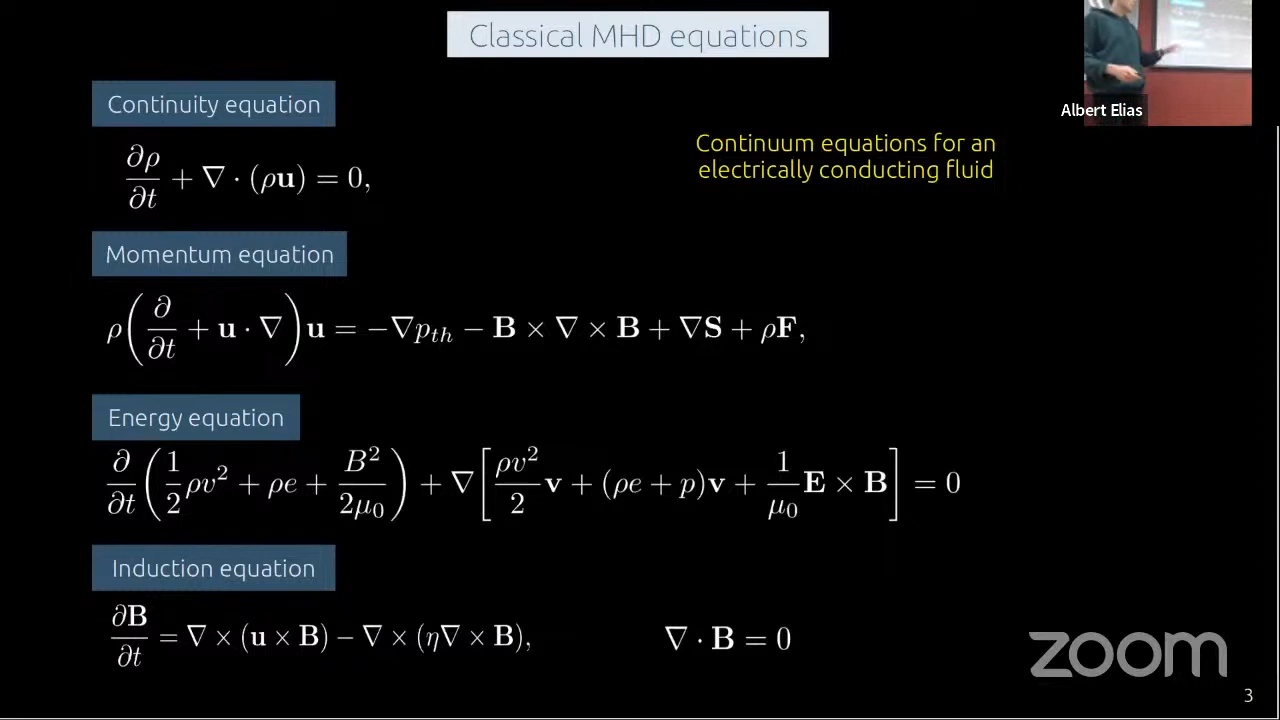 Classical MHD equations
Albert Elias
Continuity equation
Continuum equations for an
electrically conducting fluid
∂ρ/∂t + ∇ · (ρ𝐮) = 0,
Momentum equation
ρ(∂/∂t + 𝐮 · ∇)𝐮 = −∇p_{th} − 𝐁 × ∇ × 𝐁 + ∇𝐒 + ρ𝐅,
Energy equation
∂/∂t(1/2 ρv² + ρe + B²/2μ₀) + ∇[ρv²/2 𝐯 + (ρe + p)𝐯 + 1/μ₀ 𝐄 × 𝐁] = 0
Induction equation
∂𝐁/∂t = ∇ × (𝐮 × 𝐁) − ∇ × (η∇ × 𝐁),
∇ · 𝐁 = 0
zoom
3